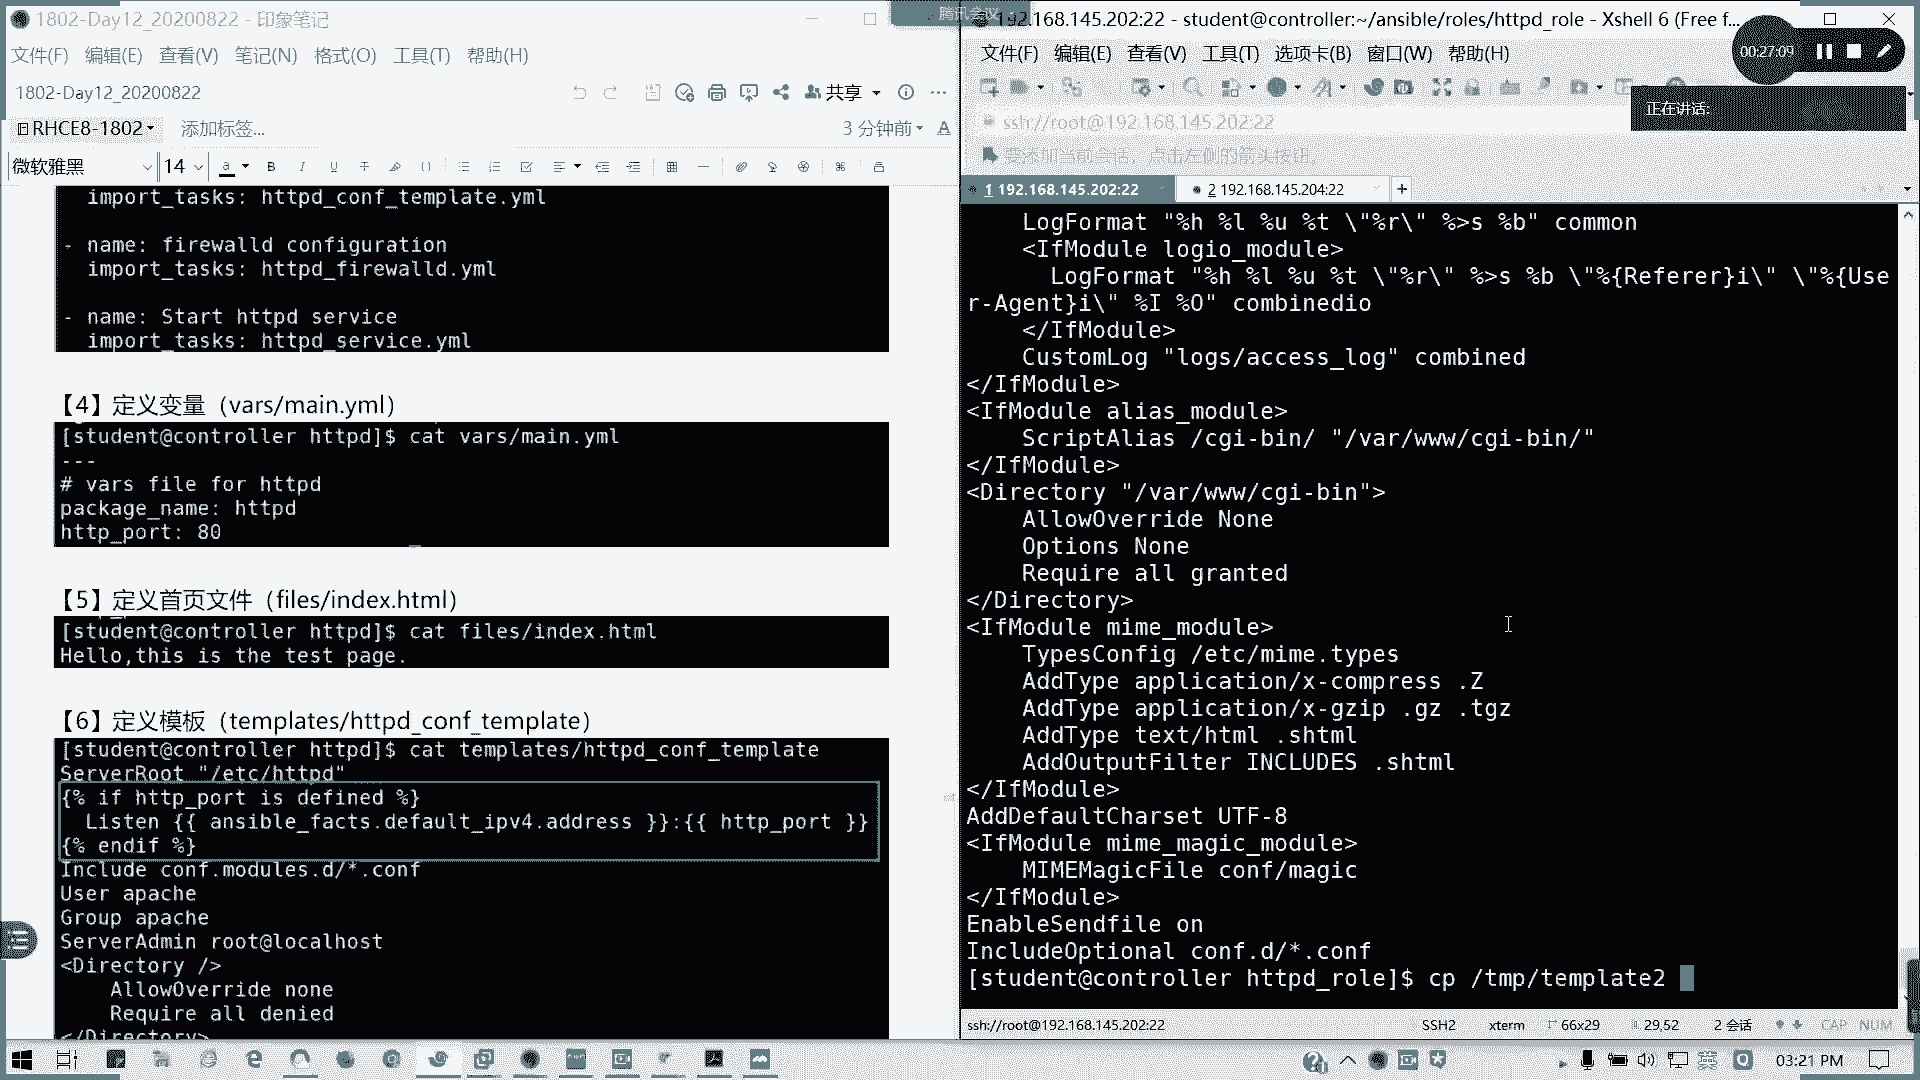 1802-Day12_20200822 - 印象笔记
文件(F) 编辑(E) 查看(V) 笔记(N) 格式(O) 工具(T) 帮助(H)
1802-Day12_20200822
共享
RHCE8-1802
添加标签...
3 分钟前
微软雅黑 14
import_tasks: httpd_conf_template.yml
- name: firewalld configuration
import_tasks: httpd_firewalld.yml
- name: Start httpd service
import_tasks: httpd_service.yml
【4】定义变量（vars/main.yml）
[student@controller httpd]$ cat vars/main.yml
---
# vars file for httpd
package_name: httpd
http_port: 80
【5】定义首页文件（files/index.html）
[student@controller httpd]$ cat files/index.html
Hello,this is the test page.
【6】定义模板（templates/httpd_conf_template）
[student@controller httpd]$ cat templates/httpd_conf_template
ServerRoot "/etc/httpd"
{% if http_port is defined %}
Listen {{ ansible_facts.default_ipv4.address }}:{{ http_port }}
{% endif %}
Include conf.modules.d/*.conf
User apache
Group apache
ServerAdmin root@localhost
<Directory />
AllowOverride none
Require all denied
</Directory>
腾讯会议
192.168.145.202:22 - student@controller:~/ansible/roles/httpd_role - Xshell 6 (Free f...
文件(F) 编辑(E) 查看(V) 工具(T) 选项卡(B) 窗口(W) 帮助(H)
00:27:09
正在讲话:
ssh://root@192.168.145.202:22
要添加当前会话，点击左侧的箭头按钮。
1 192.168.145.202:22
2 192.168.145.204:22
+
LogFormat "%h %l %u %t \"%r\" %>s %b" common
<IfModule logio_module>
LogFormat "%h %l %u %t \"%r\" %>s %b \"%{Referer}i\" \"%{Use
r-Agent}i\" %I %O" combinedio
</IfModule>
CustomLog "logs/access_log" combined
</IfModule>
<IfModule alias_module>
ScriptAlias /cgi-bin/ "/var/www/cgi-bin/"
</IfModule>
<Directory "/var/www/cgi-bin">
AllowOverride None
Options None
Require all granted
</Directory>
<IfModule mime_module>
TypesConfig /etc/mime.types
AddType application/x-compress .Z
AddType application/x-gzip .gz .tgz
AddType text/html .shtml
AddOutputFilter INCLUDES .shtml
</IfModule>
AddDefaultCharset UTF-8
<IfModule mime_magic_module>
MIMEMagicFile conf/magic
</IfModule>
EnableSendfile on
IncludeOptional conf.d/*.conf
[student@controller httpd_role]$ cp /tmp/template2
ssh://root@192.168.145.202:22 SSH2 xterm 66x29 29,52 2 会话 CAP NUM
英 03:21 PM